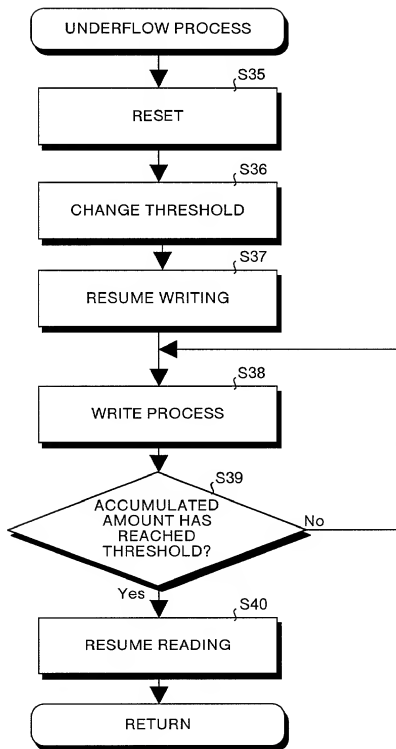 UNDERFLOW PROCESS
S35
RESET
S36
CHANGE THRESHOLD
S37
RESUME WRITING
S38
WRITE PROCESS
S39
ACCUMULATED
AMOUNT HAS
REACHED
THRESHOLD?
No
Yes
S40
RESUME READING
RETURN